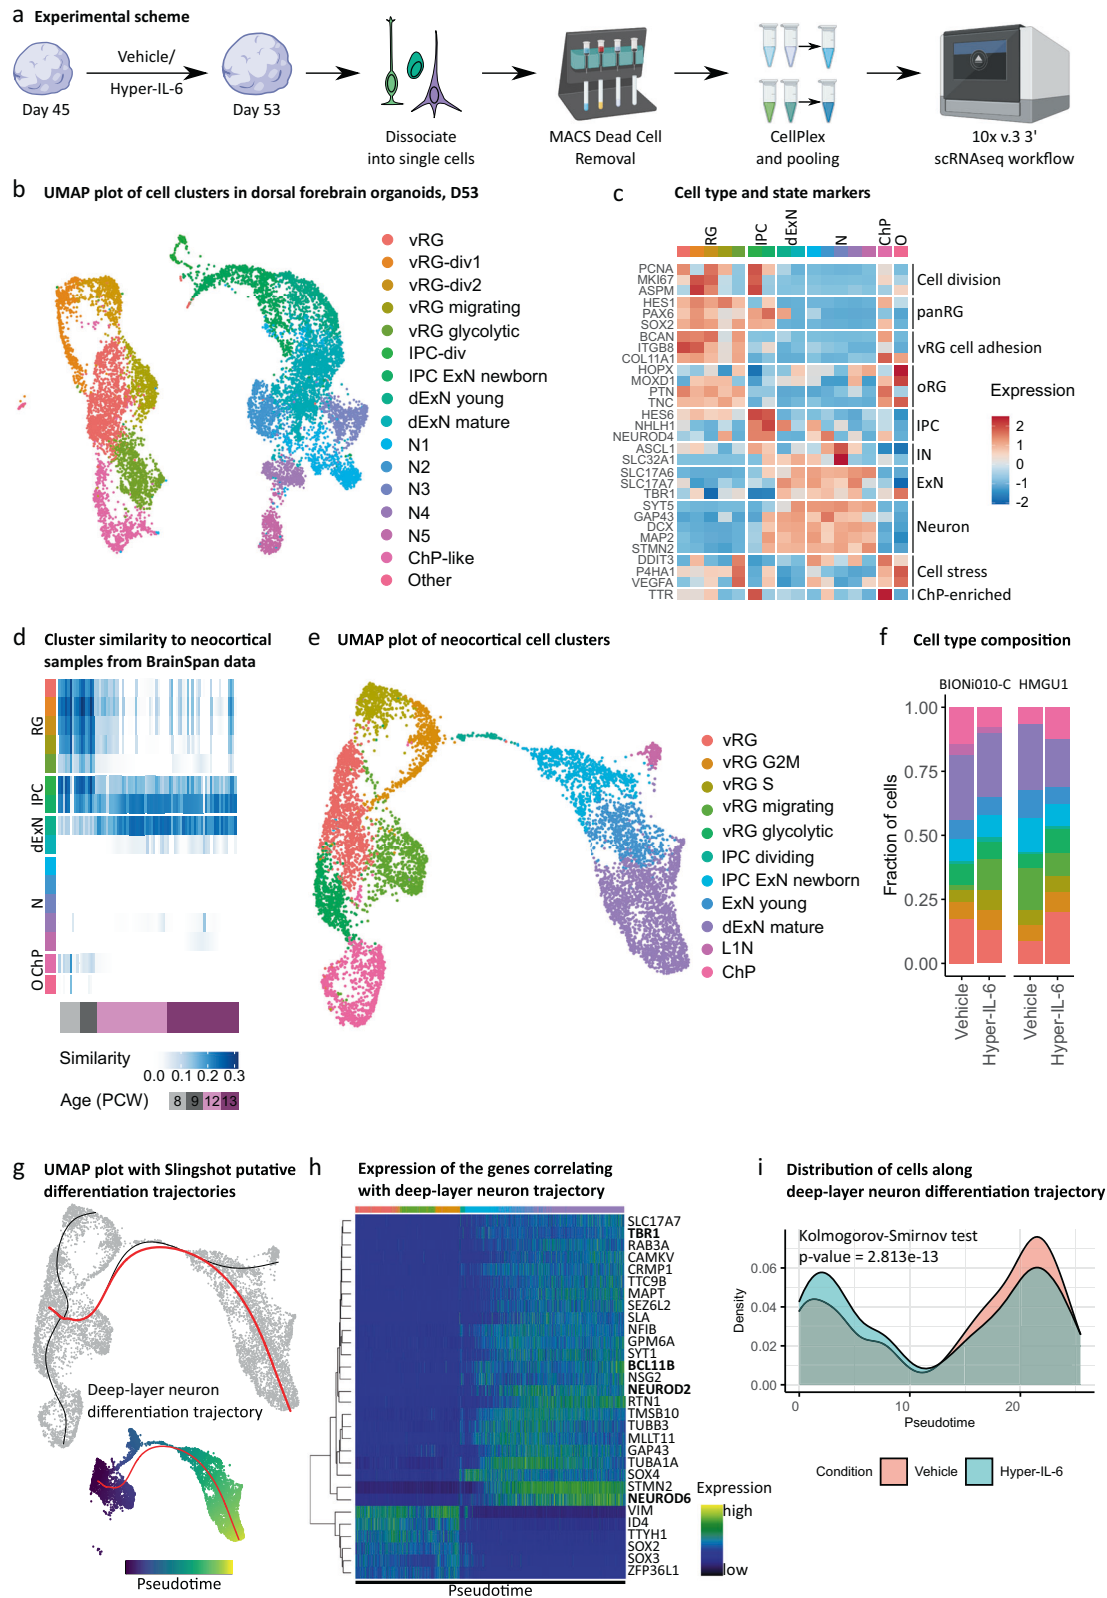 a Experimental scheme
Vehicle/
Hyper-IL-6
Day 45
Day 53
Dissociate
into single cells
MACS Dead Cell
Removal
CellPlex
and pooling
10x v.3 3'
scRNAseq workflow
b UMAP plot of cell clusters in dorsal forebrain organoids, D53
vRG
vRG-div1
vRG-div2
vRG migrating
vRG glycolytic
IPC-div
IPC ExN newborn
dExN young
dExN mature
N1
N2
N3
N4
N5
ChP-like
Other
c Cell type and state markers
RG
IPC
dExN
N
ChP
O
PCNA
MKI67
ASPM
HES1
PAX6
SOX2
BCAN
ITGB8
COL11A1
HOPX
MOXD1
PTN
TNC
HES6
NHLH1
NEUROD4
ASCL1
SLC32A1
SLC17A6
SLC17A7
TBR1
SYT5
GAP43
DCX
MAP2
STMN2
DDIT3
P4HA1
VEGFA
TTR
Cell division
panRG
vRG cell adhesion
oRG
IPC
IN
ExN
Neuron
Cell stress
ChP-enriched
Expression
2
1
0
-1
-2
d Cluster similarity to neocortical
samples from BrainSpan data
RG
IPC
dExN
N
ChP
O
Similarity
0.0 0.1 0.2 0.3
Age (PCW)
8 9 12 13
e UMAP plot of neocortical cell clusters
vRG
vRG G2M
vRG S
vRG migrating
vRG glycolytic
IPC dividing
IPC ExN newborn
ExN young
dExN mature
L1N
ChP
f Cell type composition
BIONi010-C HMGU1
1.00
0.75
0.50
0.25
0.00
Fraction of cells
Vehicle
Hyper-IL-6
Vehicle
Hyper-IL-6
g UMAP plot with Slingshot putative
differentiation trajectories
Deep-layer neuron
differentiation trajectory
Pseudotime
h Expression of the genes correlating
with deep-layer neuron trajectory
SLC17A7
TBR1
RAB3A
CAMKV
CRMP1
TTC9B
MAPT
SEZ6L2
SLA
NFIB
GPM6A
SYT1
BCL11B
NSG2
NEUROD2
RTN1
TMSB10
TUBB3
MLLT11
GAP43
TUBA1A
SOX4
STMN2
NEUROD6
VIM
ID4
TTYH1
SOX2
SOX3
ZFP36L1
Pseudotime
Expression
high
low
i Distribution of cells along
deep-layer neuron differentiation trajectory
Kolmogorov-Smirnov test
p-value = 2.813e-13
0.06
0.04
0.02
0.00
Density
0 10 20
Pseudotime
Condition Vehicle Hyper-IL-6